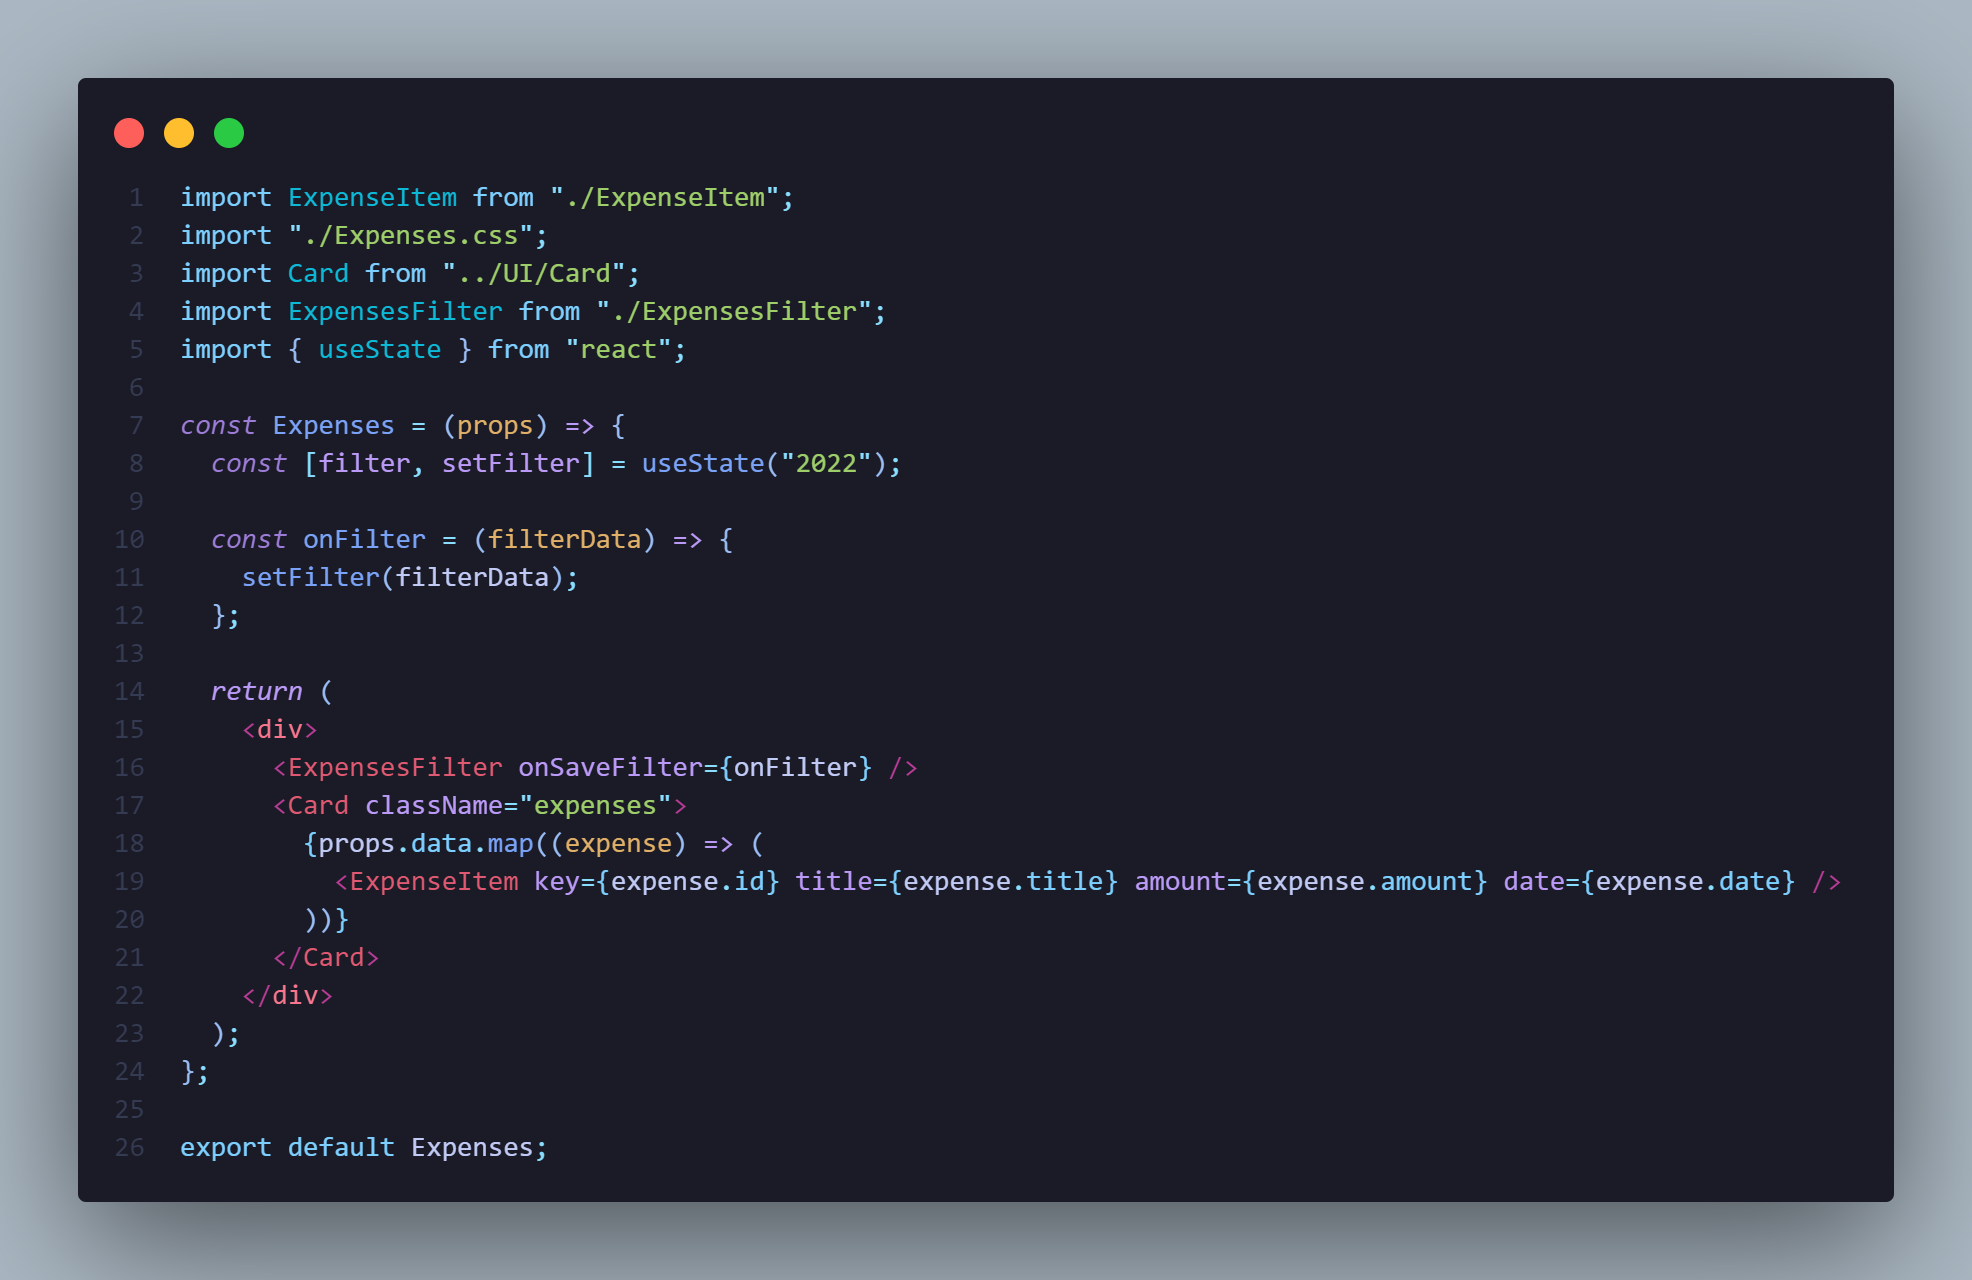 1 import ExpenseItem from "./ExpenseItem";
2 import "./Expenses.css";
3 import Card from "../UI/Card";
4 import ExpensesFilter from "./ExpensesFilter";
5 import { useState } from "react";
6
7 const Expenses = (props) => {
8   const [filter, setFilter] = useState("2022");
9
10   const onFilter = (filterData) => {
11     setFilter(filterData);
12   };
13
14   return (
15     <div>
16       <ExpensesFilter onSaveFilter={onFilter} />
17       <Card className="expenses">
18         {props.data.map((expense) => (
19           <ExpenseItem key={expense.id} title={expense.title} amount={expense.amount} date={expense.date} />
20         ))}
21       </Card>
22     </div>
23   );
24 };
25
26 export default Expenses;